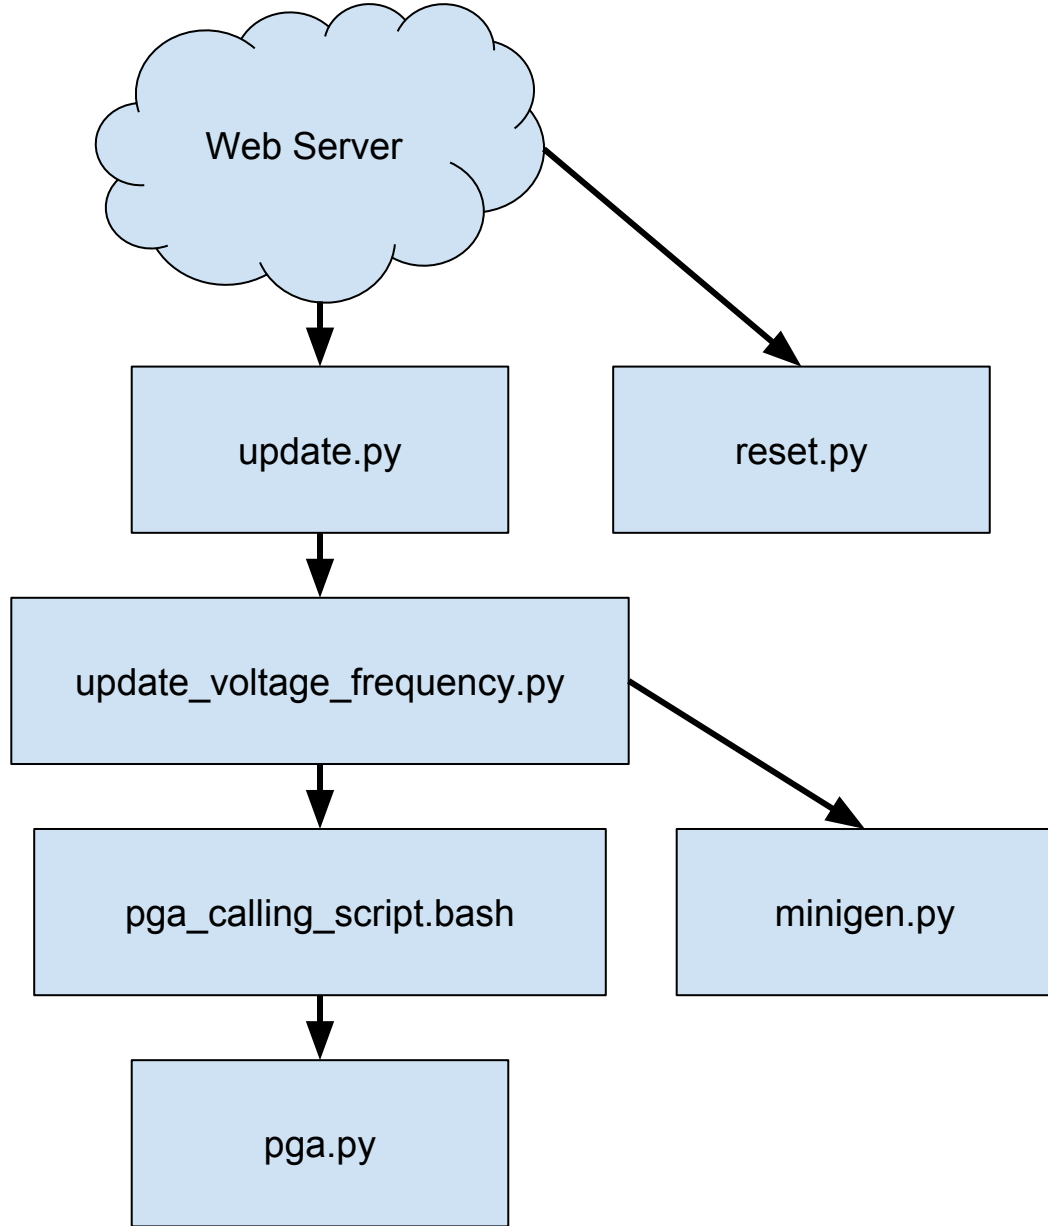 Web Server
update.py
reset.py
update_voltage_frequency.py
pga_calling_script.bash
minigen.py
pga.py